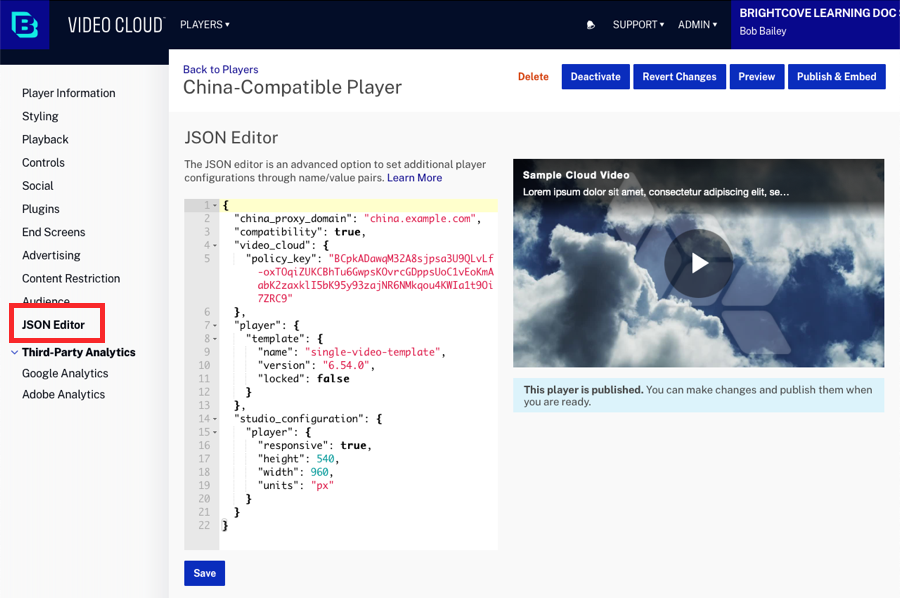 VIDEO CLOUD
PLAYERS
SUPPORT
ADMIN
BRIGHTCOVE LEARNING DOC
Bob Bailey
Player Information
Styling
Playback
Controls
Social
Plugins
End Screens
Advertising
Content Restriction
Audience
JSON Editor
Third-Party Analytics
Google Analytics
Adobe Analytics
Back to Players
China-Compatible Player
Delete
Deactivate
Revert Changes
Preview
Publish & Embed
JSON Editor
The JSON editor is an advanced option to set additional player
configurations through name/value pairs. Learn More
1 {
2 "china_proxy_domain": "china.example.com",
3 "compatibility": true,
4 "video_cloud": {
5 "policy_key": "BCpkADawqM32A8sjpsa3U9QLvLf
-oxTOqiZUKCBhTu6GwpsKOvrcGDppsUoC1vEoKmA
abKZzaxklI5bK95y93zajNR6NMkqou4KWIa1t9Oi
7ZRC9"
6 },
7 "player": {
8 "template": {
9 "name": "single-video-template",
10 "version": "6.54.0",
11 "locked": false
12 }
13 },
14 "studio_configuration": {
15 "player": {
16 "responsive": true,
17 "height": 540,
18 "width": 960,
19 "units": "px"
20 }
21 }
22 }
Save
Sample Cloud Video
Lorem ipsum dolor sit amet, consectetur adipiscing elit, se...
This player is published. You can make changes and publish them when
you are ready.